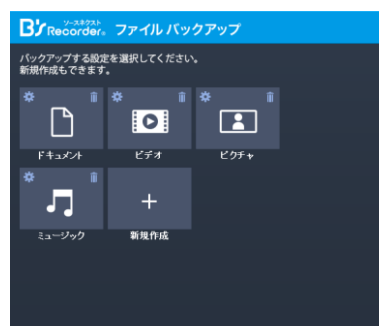 ソースネクスト
B's Recorder® ファイル バックアップ
バックアップする設定を選択してください。
新規作成もできます。
ドキュメント ビデオ ピクチャ
ミュージック 新規作成